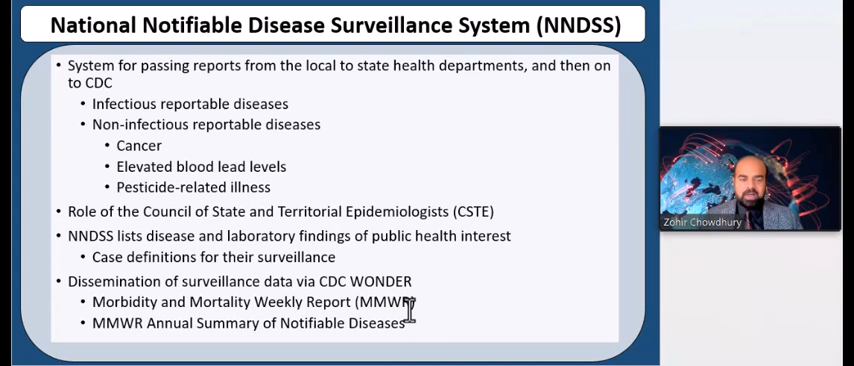 National Notifiable Disease Surveillance System (NNDSS)
• System for passing reports from the local to state health departments, and then on
to CDC
• Infectious reportable diseases
• Non-infectious reportable diseases
• Cancer
• Elevated blood lead levels
• Pesticide-related illness
• Role of the Council of State and Territorial Epidemiologists (CSTE)
• NNDSS lists disease and laboratory findings of public health interest
• Case definitions for their surveillance
• Dissemination of surveillance data via CDC WONDER
• Morbidity and Mortality Weekly Report (MMWR)
• MMWR Annual Summary of Notifiable Diseases
Zohir Chowdhury